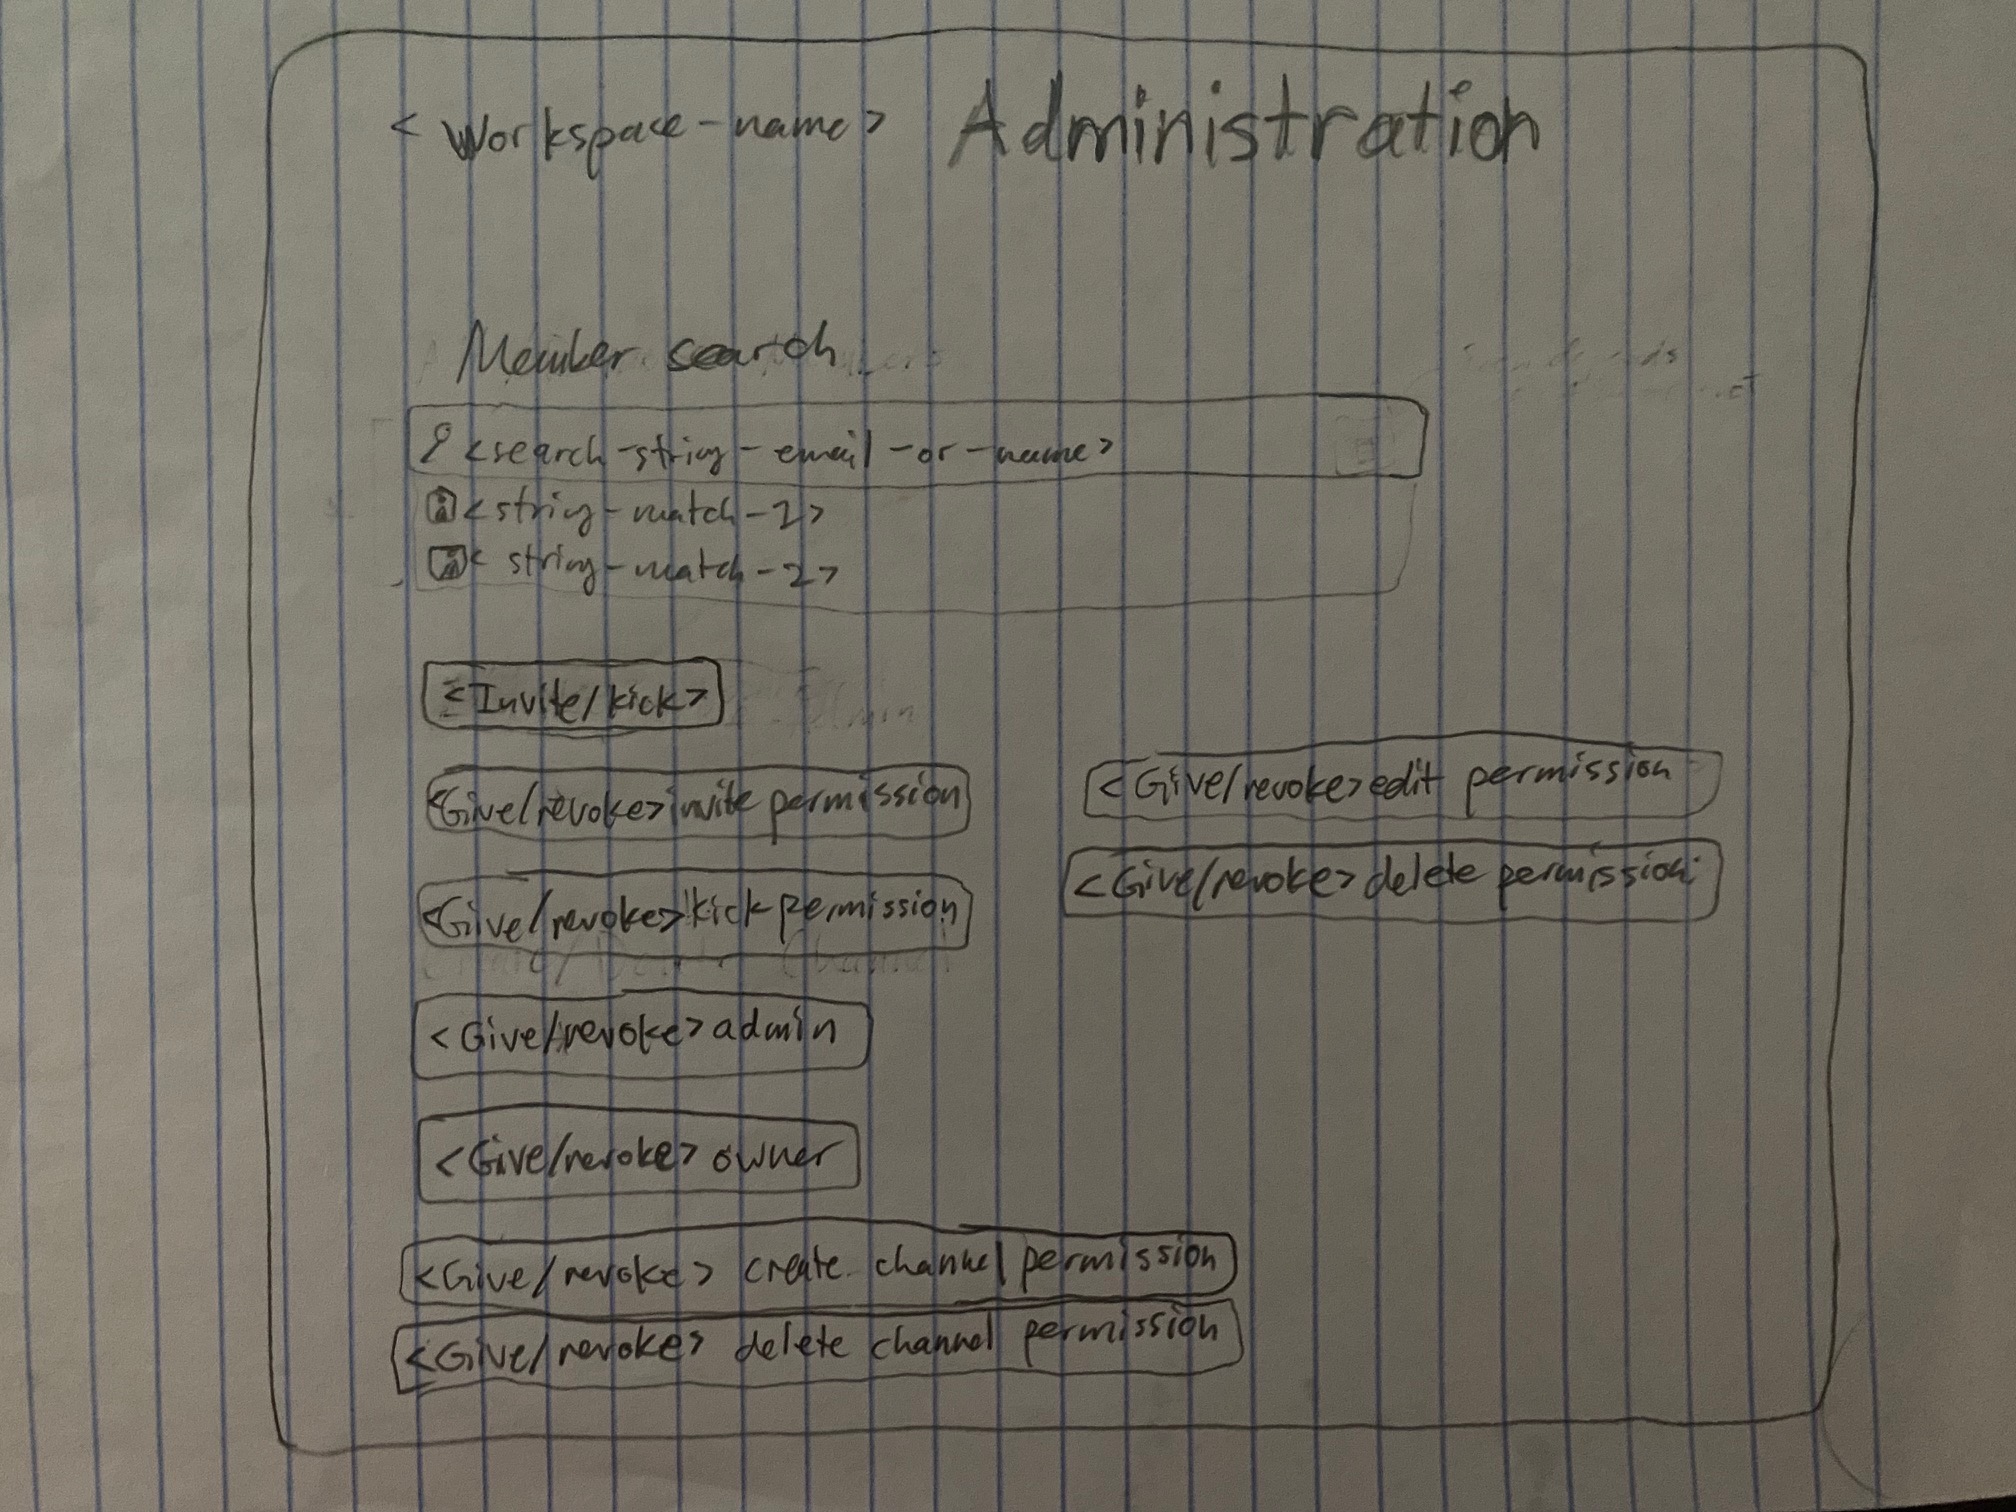 <Workspace-name> Administration
Member search
<search-string-email-or-name>
<string-match-1>
<string-match-2>
<Invite/kick>
<Give/revoke> invite permission
<Give/revoke> edit permission
<Give/revoke> kick permission
<Give/revoke> delete permission
<Give/revoke> admin
<Give/revoke> owner
<Give/revoke> create channel permission
<Give/revoke> delete channel permission